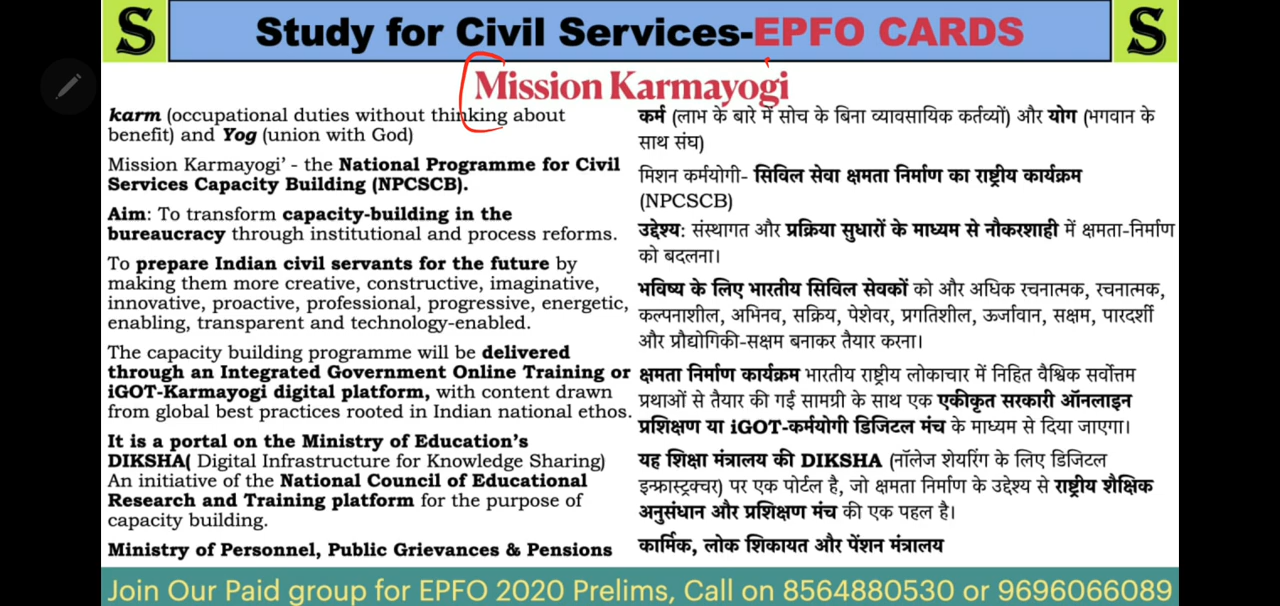 S
Study for Civil Services-EPFO CARDS
S
Mission Karmayogi
karm (occupational duties without thinking about
benefit) and Yog (union with God)
Mission Karmayogi’ - the National Programme for Civil
Services Capacity Building (NPCSCB).
Aim: To transform capacity-building in the
bureaucracy through institutional and process reforms.
To prepare Indian civil servants for the future by
making them more creative, constructive, imaginative,
innovative, proactive, professional, progressive, energetic,
enabling, transparent and technology-enabled.
The capacity building programme will be delivered
through an Integrated Government Online Training or
iGOT-Karmayogi digital platform, with content drawn
from global best practices rooted in Indian national ethos.
It is a portal on the Ministry of Education’s
DIKSHA( Digital Infrastructure for Knowledge Sharing)
An initiative of the National Council of Educational
Research and Training platform for the purpose of
capacity building.
Ministry of Personnel, Public Grievances & Pensions
कर्म (लाभ के बारे में सोच के बिना व्यावसायिक कर्तव्यों) और योग (भगवान के
साथ संघ)
मिशन कर्मयोगी- सिविल सेवा क्षमता निर्माण का राष्ट्रीय कार्यक्रम
(NPCSCB)
उद्देश्य: संस्थागत और प्रक्रिया सुधारों के माध्यम से नौकरशाही में क्षमता-निर्माण
को बदलना।
भविष्य के लिए भारतीय सिविल सेवकों को और अधिक रचनात्मक, रचनात्मक,
कल्पनाशील, अभिनव, सक्रिय, पेशेवर, प्रगतिशील, ऊर्जावान, सक्षम, पारदर्शी
और प्रौद्योगिकी-सक्षम बनाकर तैयार करना।
क्षमता निर्माण कार्यक्रम भारतीय राष्ट्रीय लोकाचार में निहित वैश्विक सर्वोत्तम
प्रथाओं से तैयार की गई सामग्री के साथ एक एकीकृत सरकारी ऑनलाइन
प्रशिक्षण या iGOT-कर्मयोगी डिजिटल मंच के माध्यम से दिया जाएगा।
यह शिक्षा मंत्रालय की DIKSHA (नॉलेज शेयरिंग के लिए डिजिटल
इन्फ्रास्ट्रक्चर) पर एक पोर्टल है, जो क्षमता निर्माण के उद्देश्य से राष्ट्रीय शैक्षिक
अनुसंधान और प्रशिक्षण मंच की एक पहल है।
कार्मिक, लोक शिकायत और पेंशन मंत्रालय
Join Our Paid group for EPFO 2020 Prelims, Call on 8564880530 or 9696066089